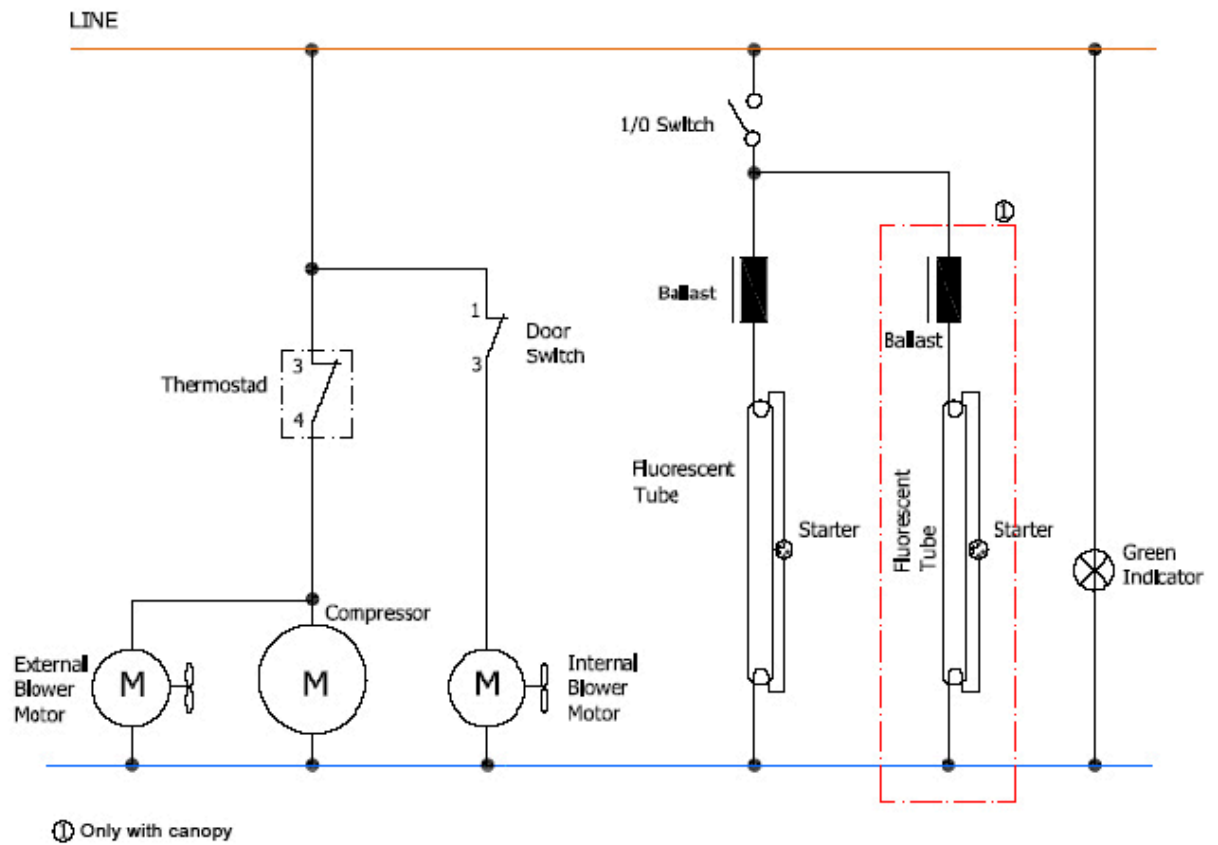 LINE
1/0 Switch
①
Ballast
Ballast
1
Door
Switch
3
3
Thermostad
4
Fluorescent
Tube
Starter
Fluorescent
Tube
Starter
Green
Indicator
Compressor
External
Blower
Motor
M
M
M
Internal
Blower
Motor
① Only with canopy